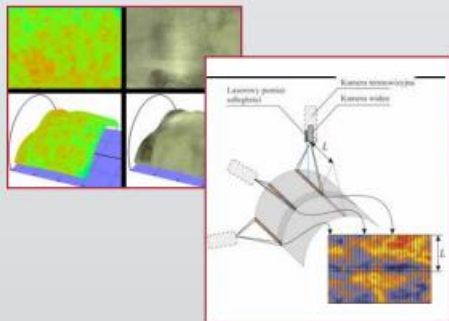 Laserowy pomiar
odległości
Kamera termowizyjna
Kamera wideo
L
L